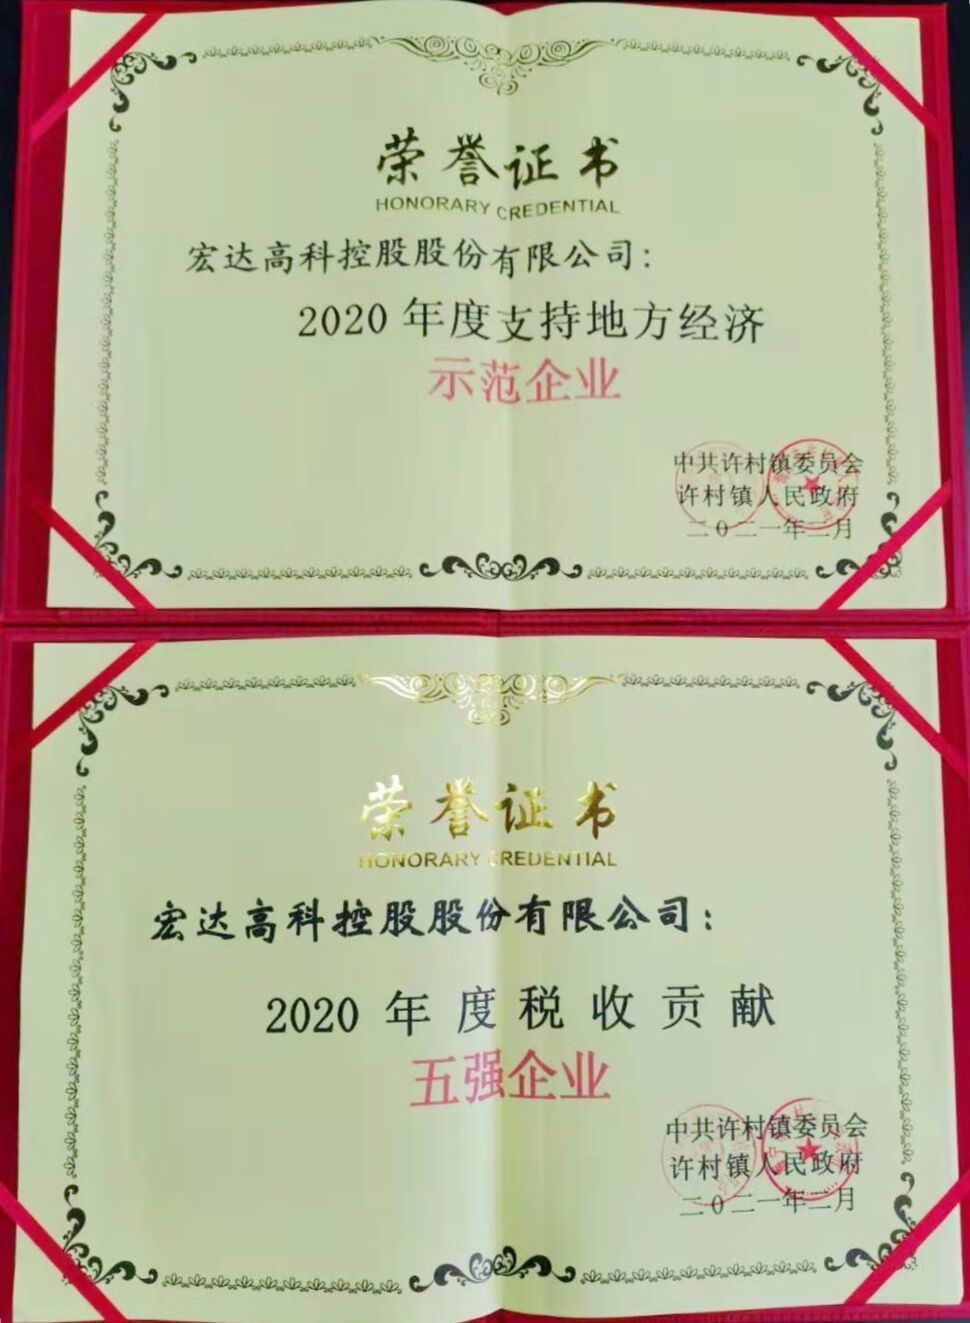 荣誉证书
HONORARY CREDENTIAL
宏达高科控股股份有限公司：
2020年度支持地方经济
示范企业
中共许村镇委员会
许村镇人民政府
二〇二一年二月
荣誉证书
HONORARY CREDENTIAL
宏达高科控股股份有限公司：
2020年度税收贡献
五强企业
中共许村镇委员会
许村镇人民政府
二〇二一年二月